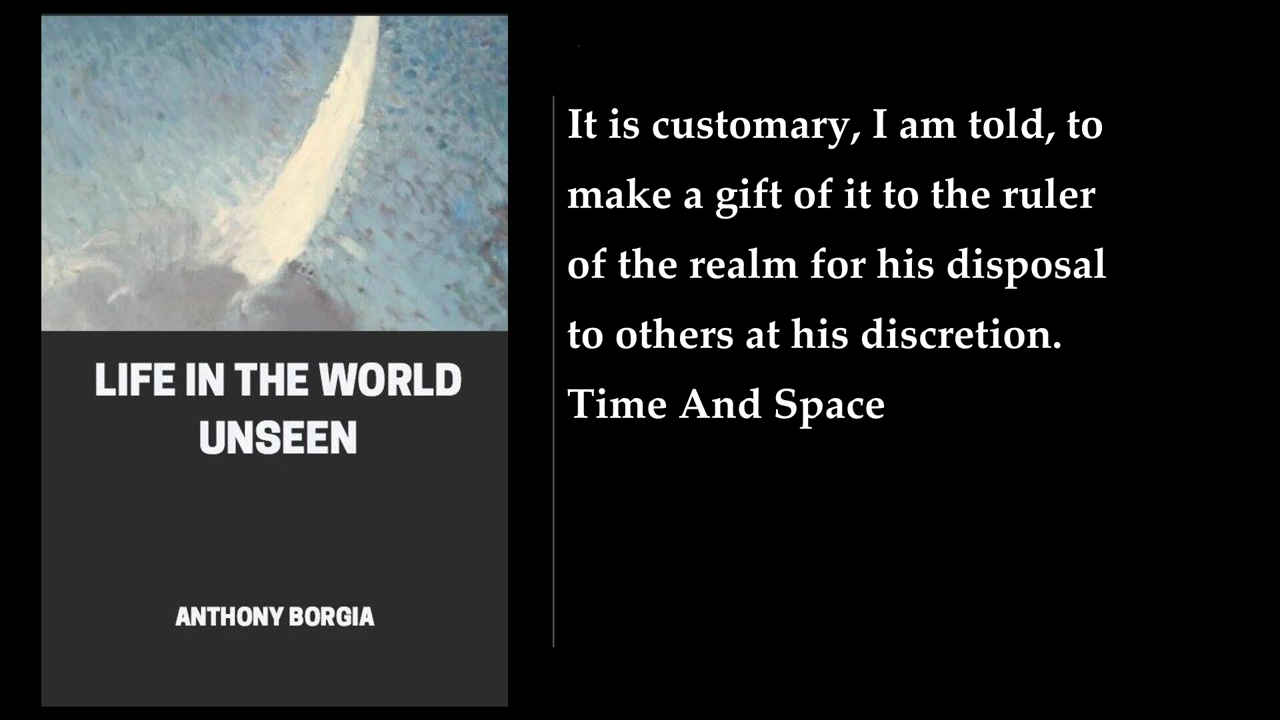 LIFE IN THE WORLD
UNSEEN
ANTHONY BORGIA
It is customary, I am told, to
make a gift of it to the ruler
of the realm for his disposal
to others at his discretion.
Time And Space